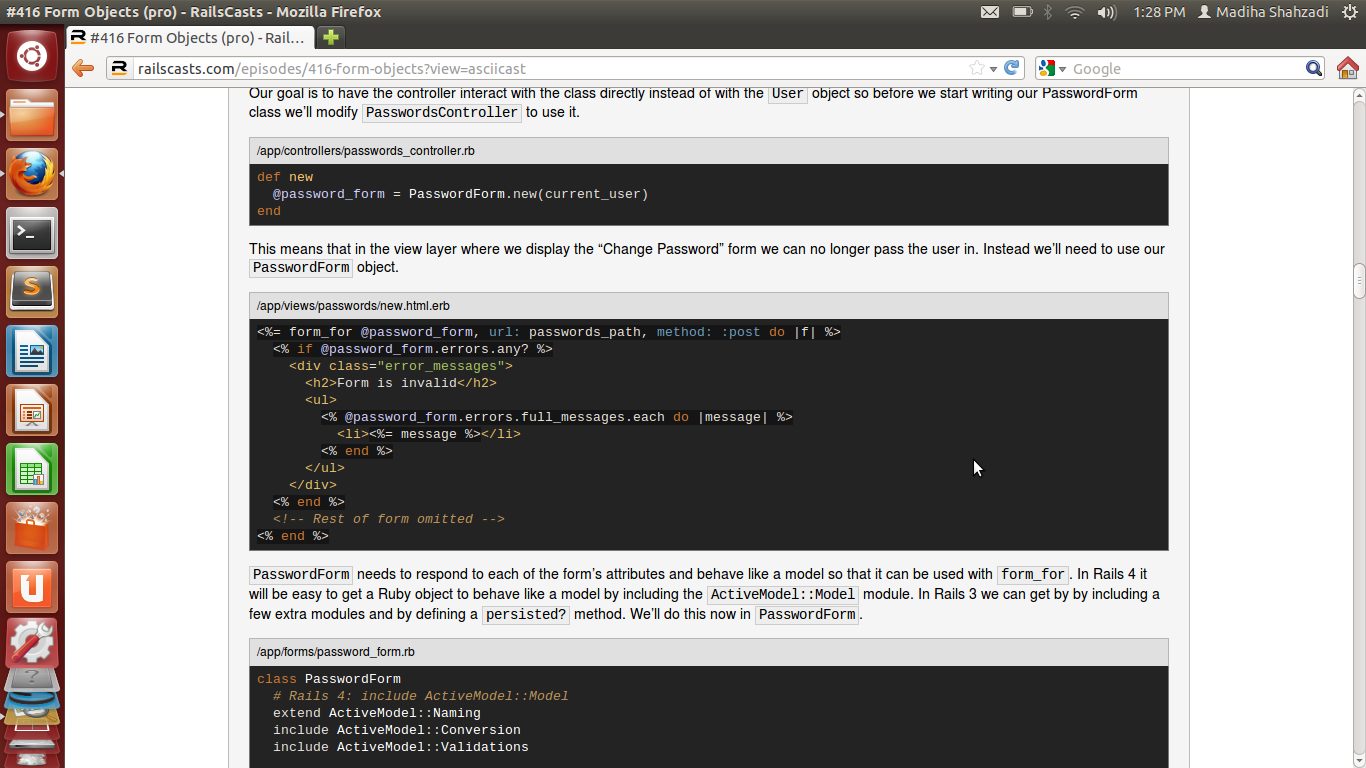 #416 Form Objects (pro) - RailsCasts - Mozilla Firefox
1:28 PM Madiha Shahzadi
#416 Form Objects (pro) - Rail...
railscasts.com/episodes/416-form-objects?view=asciicast
Google
Our goal is to have the controller interact with the class directly instead of with the User object so before we start writing our PasswordForm
class we’ll modify PasswordsController to use it.
/app/controllers/passwords_controller.rb
def new
  @password_form = PasswordForm.new(current_user)
end
This means that in the view layer where we display the “Change Password” form we can no longer pass the user in. Instead we’ll need to use our
PasswordForm object.
/app/views/passwords/new.html.erb
<%= form_for @password_form, url: passwords_path, method: :post do |f| %>
  <% if @password_form.errors.any? %>
    <div class="error_messages">
      <h2>Form is invalid</h2>
      <ul>
        <% @password_form.errors.full_messages.each do |message| %>
          <li><%= message %></li>
        <% end %>
      </ul>
    </div>
  <% end %>
  <!-- Rest of form omitted -->
<% end %>
PasswordForm needs to respond to each of the form’s attributes and behave like a model so that it can be used with form_for. In Rails 4 it
will be easy to get a Ruby object to behave like a model by including the ActiveModel::Model module. In Rails 3 we can get by by including a
few extra modules and by defining a persisted? method. We’ll do this now in PasswordForm.
/app/forms/password_form.rb
class PasswordForm
  # Rails 4: include ActiveModel::Model
  extend ActiveModel::Naming
  include ActiveModel::Conversion
  include ActiveModel::Validations